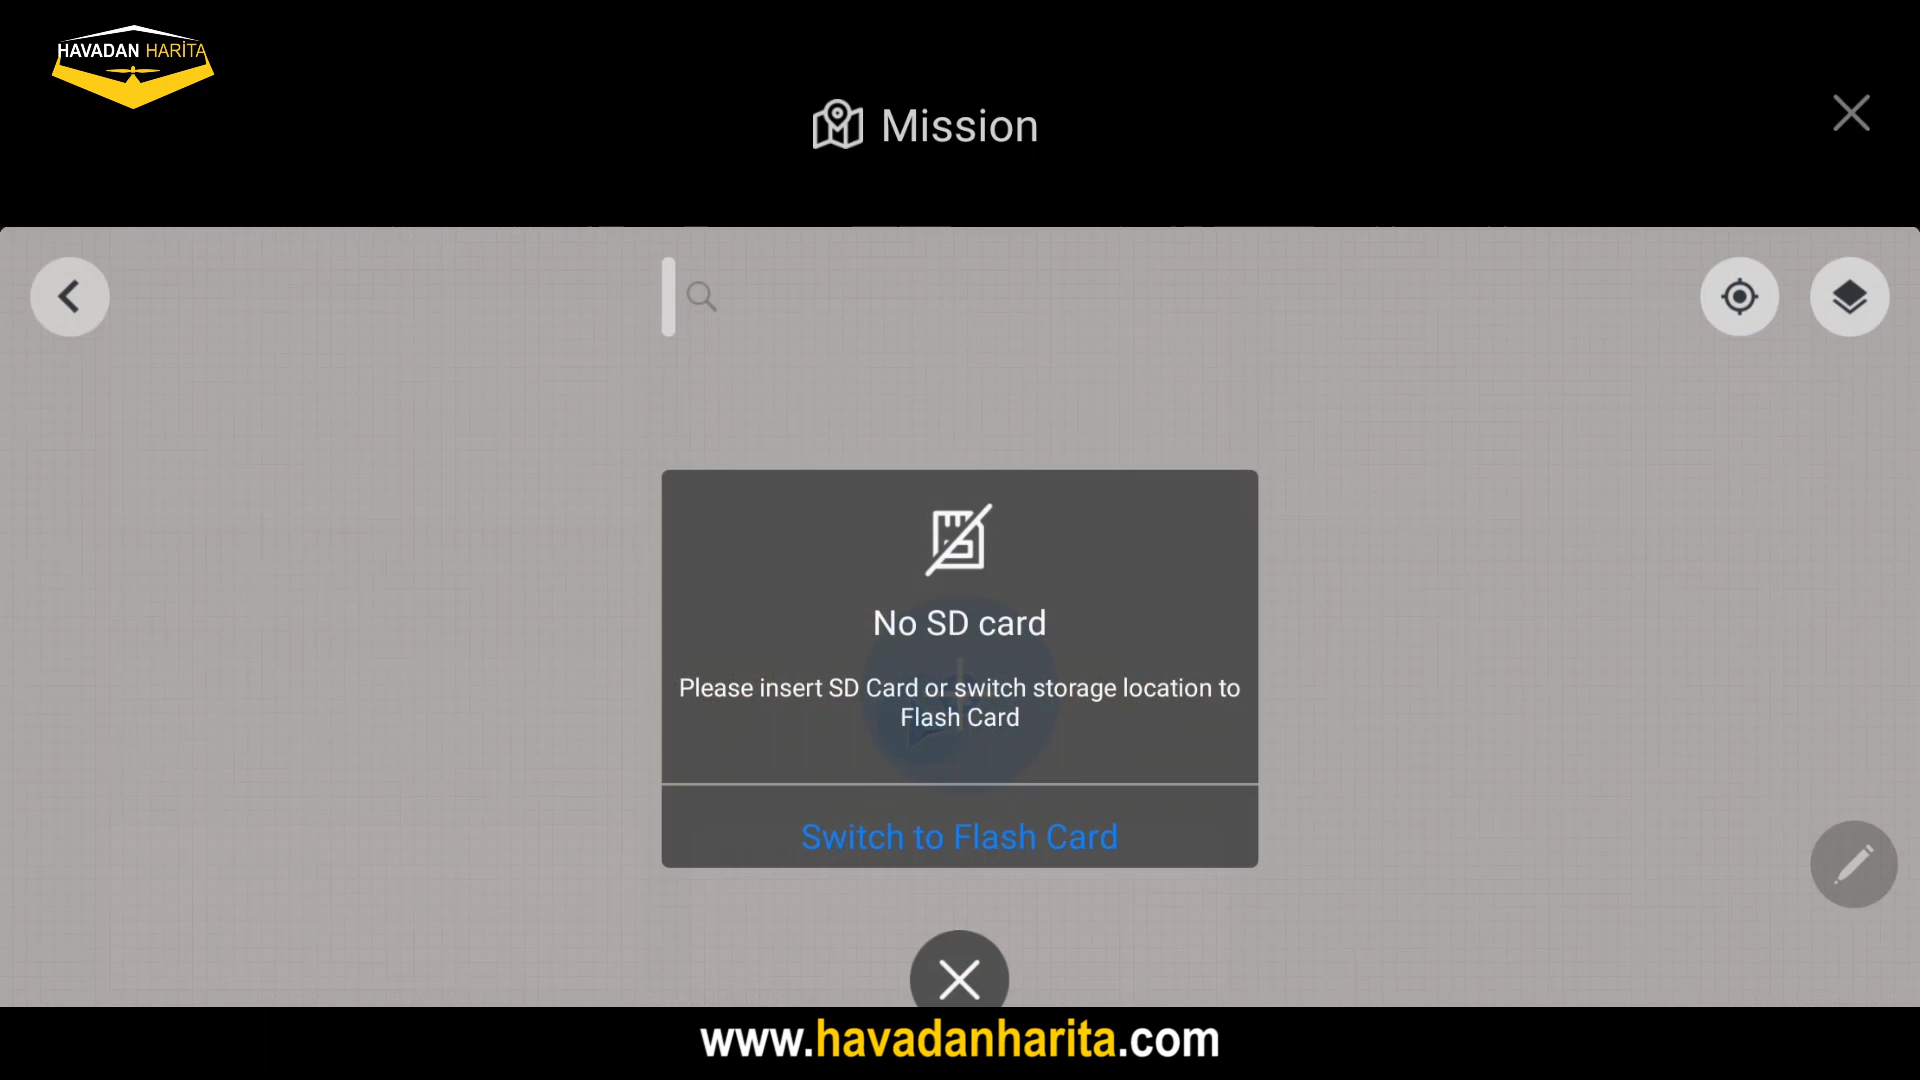 HAVADAN HARİTA
Mission
No SD card
Please insert SD Card or switch storage location to
Flash Card
Switch to Flash Card
www.havadanharita.com